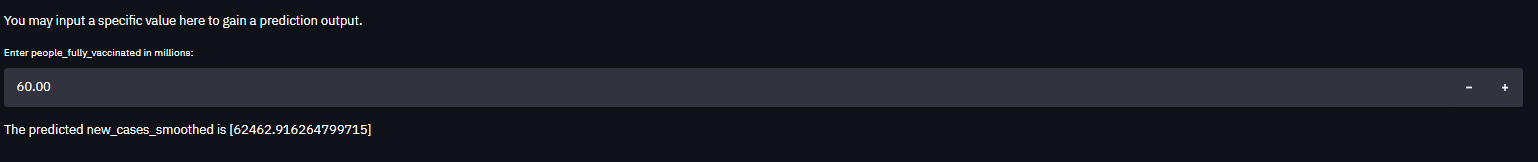 You may input a specific value here to gain a prediction output.
Enter people_fully_vaccinated in millions:
60.00 - +
The predicted new_cases_smoothed is [62462.916264799715]